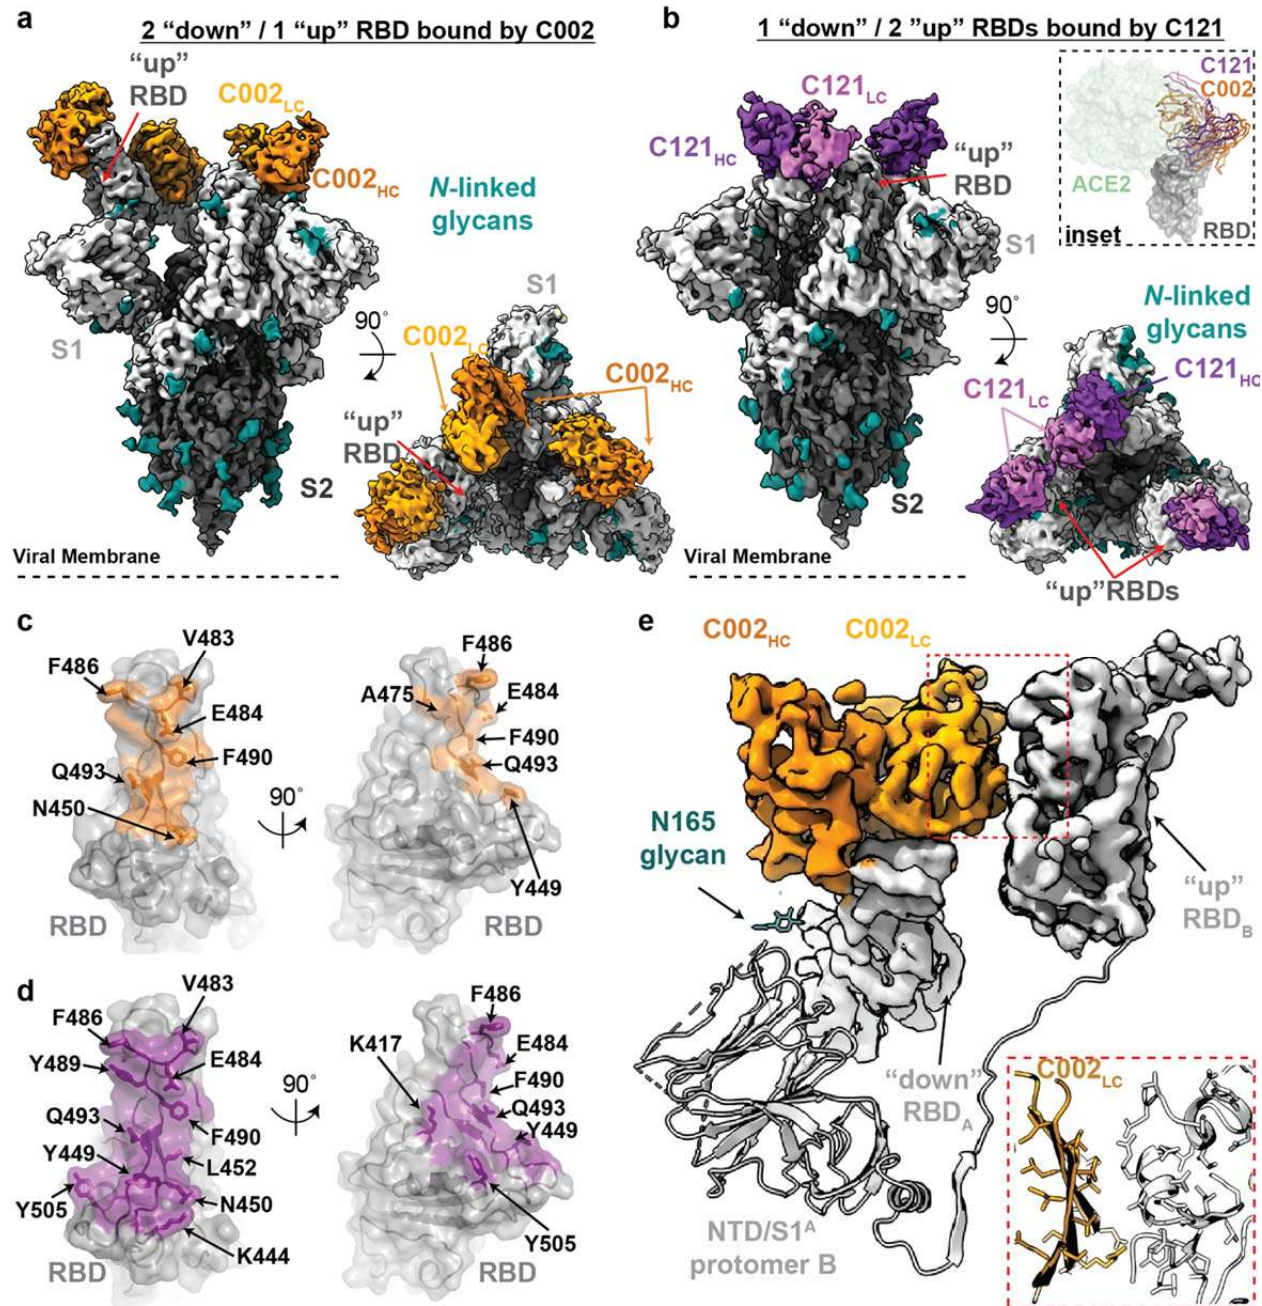 a
2 “down” / 1 “up” RBD bound by C002
“up”
RBD
C002LC
C002HC
N-linked
glycans
S1
S1
90°
C002LC
C002HC
“up”
RBD
S2
Viral Membrane
b
1 “down” / 2 ”up” RBDs bound by C121
C121LC
C121HC
“up”
RBD
S1
C121
C002
ACE2
inset
RBD
90°
N-linked
glycans
C121LC
C121HC
S2
Viral Membrane
“up”RBDs
c
V483
F486
E484
F490
Q493
N450
RBD
90°
F486
A475
E484
F490
Q493
Y449
RBD
d
V483
F486
Y489
E484
Q493
F490
Y449
L452
Y505
N450
K444
RBD
90°
F486
K417
E484
F490
Q493
Y449
Y505
RBD
e
C002HC
C002LC
N165
glycan
“up”
RBDB
“down”
RBDA
NTD/S1A
protomer B
C002LC